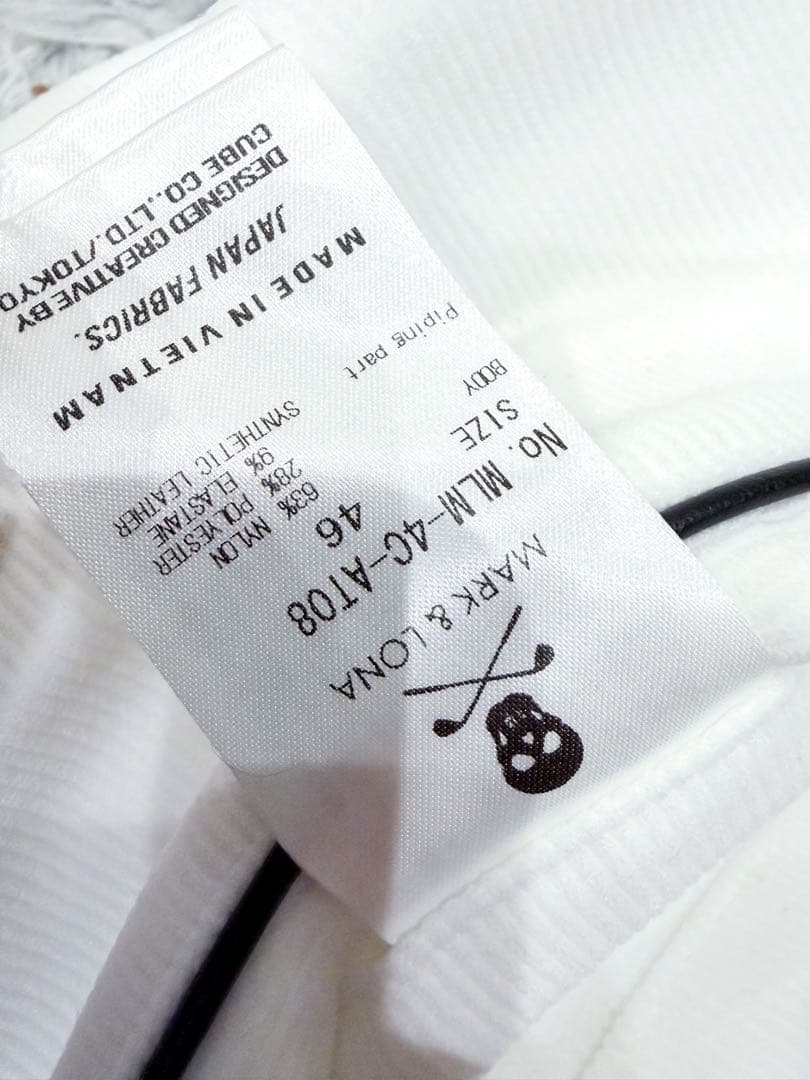 MARK & LONA
No. MLM-4C-AT08
SIZE 46
BODY 63% NYLON
28% POLYESTER
9% ELASTANE
Piping part SYNTHETIC LEATHER
MADE IN VIETNAM
JAPAN FABRICS.
DESIGNED CREATIVE BY
CUBE CO.,LTD./TOKYO